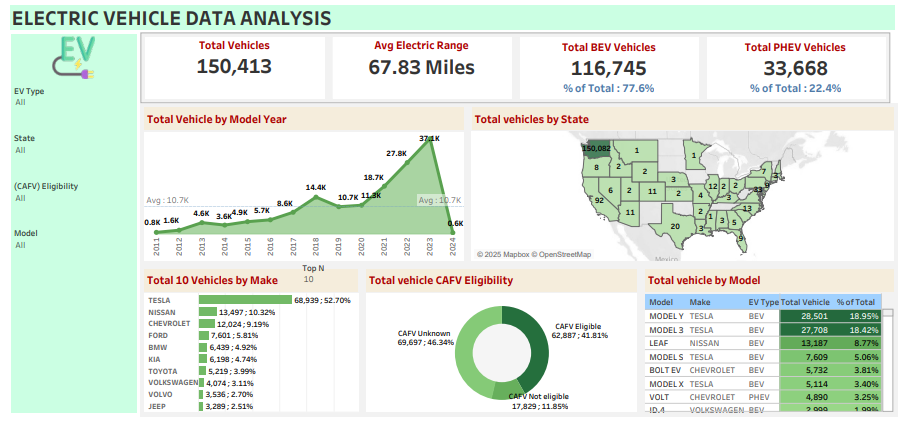 ELECTRIC VEHICLE DATA ANALYSIS
EV
EV Type
All
State
All
(CAFV) Eligibility
All
Model
All
Total Vehicles
150,413
Avg Electric Range
67.83 Miles
Total BEV Vehicles
116,745
% of Total : 77.6%
Total PHEV Vehicles
33,668
% of Total : 22.4%
Total Vehicle by Model Year
37.1K
27.8K
18.7K
14.4K
Avg : 10.7K
10.7K
11.3K
Avg : 10.7K
8.6K
0.8K
1.6K
4.6K
3.6K
4.9K
5.7K
0.6K
2011
2012
2013
2014
2015
2016
2017
2018
2019
2020
2021
2022
2023
2024
Total vehicles by State
150,082
1
1
8
2
2
7
3
6
2
11
2
4
12
2
2
3
92
11
20
2
3
1
3
5
13
9
Mexico
© 2025 Mapbox © OpenStreetMap
Total 10 Vehicles by Make
Top N
10
TESLA 68,939 ; 52.70%
NISSAN 13,497 ; 10.32%
CHEVROLET 12,024 ; 9.19%
FORD 7,601 ; 5.81%
BMW 6,439 ; 4.92%
KIA 6,198 ; 4.74%
TOYOTA 5,219 ; 3.99%
VOLKSWAGEN 4,074 ; 3.11%
VOLVO 3,536 ; 2.70%
JEEP 3,289 ; 2.51%
Total vehicle CAFV Eligibility
CAFV Unknown
69,697 ; 46.34%
CAFV Eligible
62,887 ; 41.81%
CAFV Not eligible
17,829 ; 11.85%
Total vehicle by Model
Model Make EV Type Total Vehicle % of Total
MODEL Y TESLA BEV 28,501 18.95%
MODEL 3 TESLA BEV 27,708 18.42%
LEAF NISSAN BEV 13,187 8.77%
MODEL S TESLA BEV 7,609 5.06%
BOLT EV CHEVROLET BEV 5,732 3.81%
MODEL X TESLA BEV 5,114 3.40%
VOLT CHEVROLET PHEV 4,890 3.25%
ID.4 VOLKSWAGEN BEV 2,999 1.99%